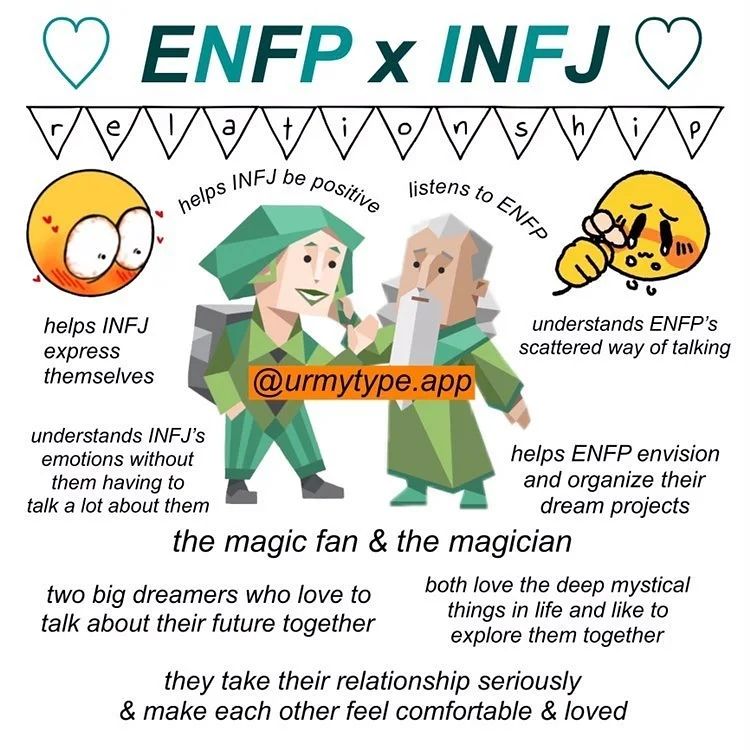 ENFP x INFJ
relationship
helps INFJ be positive
listens to ENFP
helps INFJ
express
themselves
understands ENFP's
scattered way of talking
@urmytype.app
understands INFJ's
emotions without
them having to
talk a lot about them
helps ENFP envision
and organize their
dream projects
the magic fan & the magician
two big dreamers who love to
talk about their future together
both love the deep mystical
things in life and like to
explore them together
they take their relationship seriously
& make each other feel comfortable & loved